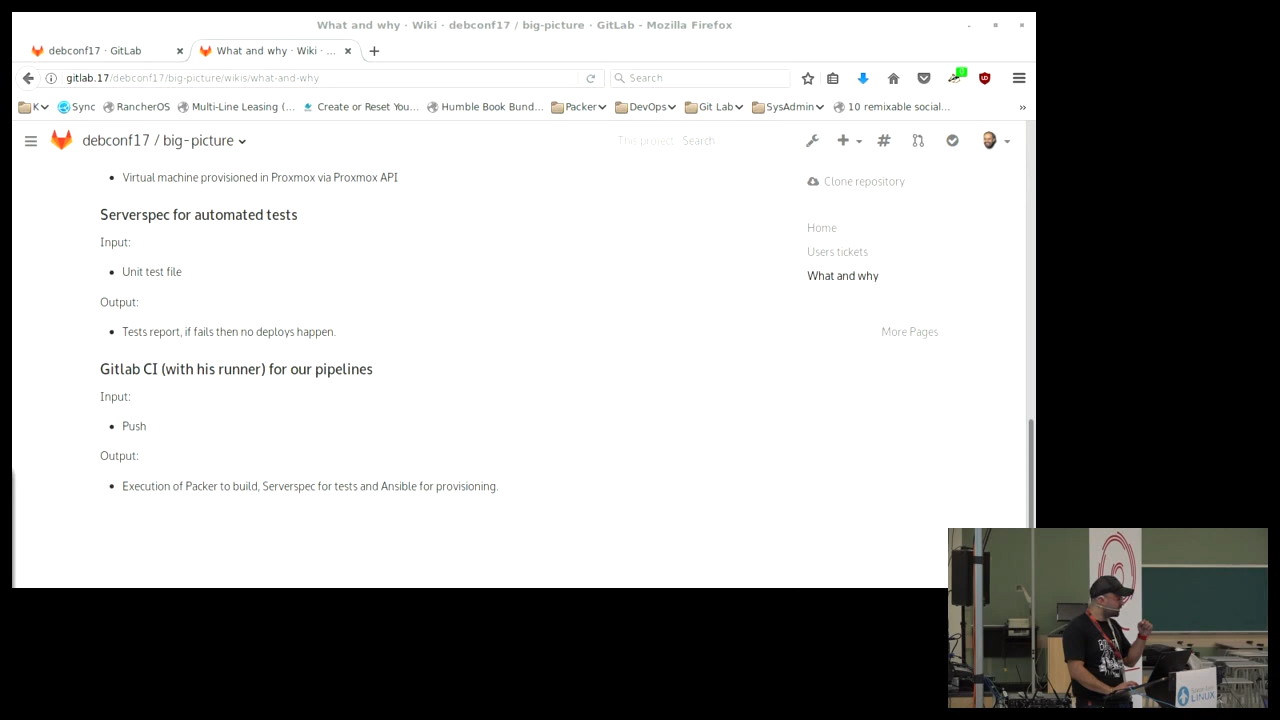 What and why · Wiki · debconf17 / big-picture · GitLab - Mozilla Firefox
debconf17 · GitLab
What and why · Wiki · ...
gitlab.17/debconf17/big-picture/wikis/what-and-why
Search
K
Sync
RancherOS
Multi-Line Leasing (...
Create or Reset You...
Humble Book Bund...
Packer
DevOps
Git Lab
SysAdmin
10 remixable social...
debconf17 / big-picture
This project Search
Virtual machine provisioned in Proxmox via Proxmox API
Serverspec for automated tests
Input:
Unit test file
Output:
Tests report, if fails then no deploys happen.
Gitlab CI (with his runner) for our pipelines
Input:
Push
Output:
Execution of Packer to build, Serverspec for tests and Ansible for provisioning.
Clone repository
Home
Users tickets
What and why
More Pages
LINUX